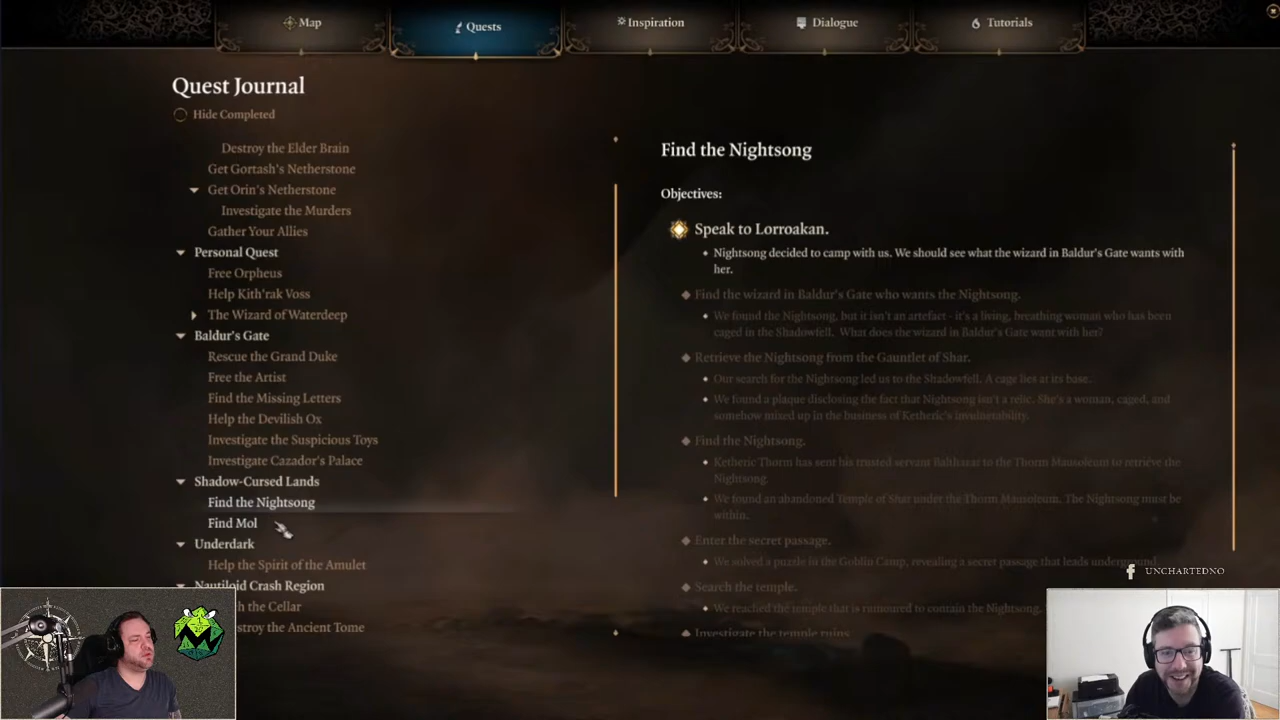 Map
Quests
Inspiration
Dialogue
Tutorials
Quest Journal
Hide Completed
Destroy the Elder Brain
Get Gortash's Netherstone
Get Orin's Netherstone
Investigate the Murders
Gather Your Allies
Personal Quest
Free Orpheus
Help Kith'rak Voss
The Wizard of Waterdeep
Baldur's Gate
Rescue the Grand Duke
Free the Artist
Find the Missing Letters
Help the Devilish Ox
Investigate the Suspicious Toys
Investigate Cazador's Palace
Shadow-Cursed Lands
Find the Nightsong
Find Mol
Underdark
Help the Spirit of the Amulet
Nautiloid Crash Region
h the Cellar
stroy the Ancient Tome
Find the Nightsong
Objectives:
Speak to Lorroakan.
Nightsong decided to camp with us. We should see what the wizard in Baldur's Gate wants with
her.
Find the wizard in Baldur's Gate who wants the Nightsong.
We found the Nightsong, but it isn't an artefact - it's a living, breathing woman who has been
caged in the Shadowfell. What does the wizard in Baldur's Gate want with her?
Retrieve the Nightsong from the Gauntlet of Shar.
Our search for the Nightsong led us to the Shadowfell. A cage lies at its base.
We found a plaque disclosing the fact that Nightsong isn't a relic. She's a woman, caged, and
somehow mixed up in the business of Ketheric's invulnerability.
Find the Nightsong.
Ketheric Thorm has sent his trusted servant Balthazar to the Thorm Mausoleum to retrieve the
Nightsong.
We found an abandoned Temple of Shar under the Thorm Mausoleum. The Nightsong must be
within.
Enter the secret passage.
We solved a puzzle in the Goblin Camp, revealing a secret passage that leads underground.
Search the temple.
We reached the temple that is rumoured to contain the Nightsong.
Investigate the temple ruins
UNCHARTEDNO